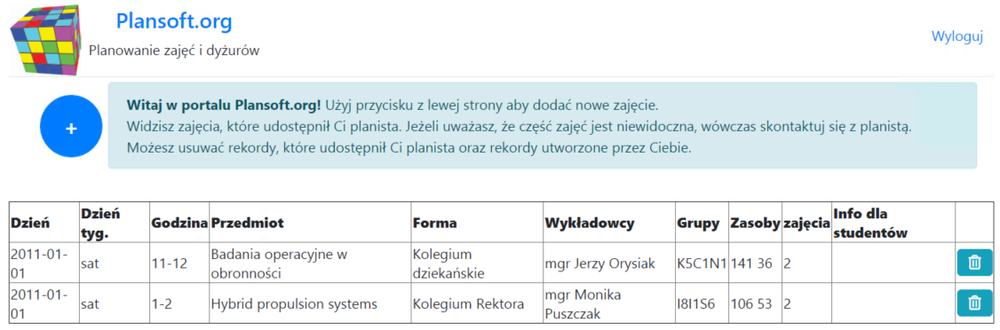 Plansoft.org
Planowanie zajęć i dyżurów
Wyloguj
+
Witaj w portalu Plansoft.org! Użyj przycisku z lewej strony aby dodać nowe zajęcie.
Widzisz zajęcia, które udostępnił Ci planista. Jeżeli uważasz, że część zajęć jest niewidoczna, wówczas skontaktuj się z planistą.
Możesz usuwać rekordy, które udostępnił Ci planista oraz rekordy utworzone przez Ciebie.
Dzień Dzień tyg. Godzina Przedmiot Forma Wykładowcy Grupy Zasoby zajęcia Info dla studentów
2011-01-01 sat 11-12 Badania operacyjne w obronności Kolegium dziekańskie mgr Jerzy Orysiak K5C1N1 141 36 2
2011-01-01 sat 1-2 Hybrid propulsion systems Kolegium Rektora mgr Monika Puszczak I8I1S6 106 53 2